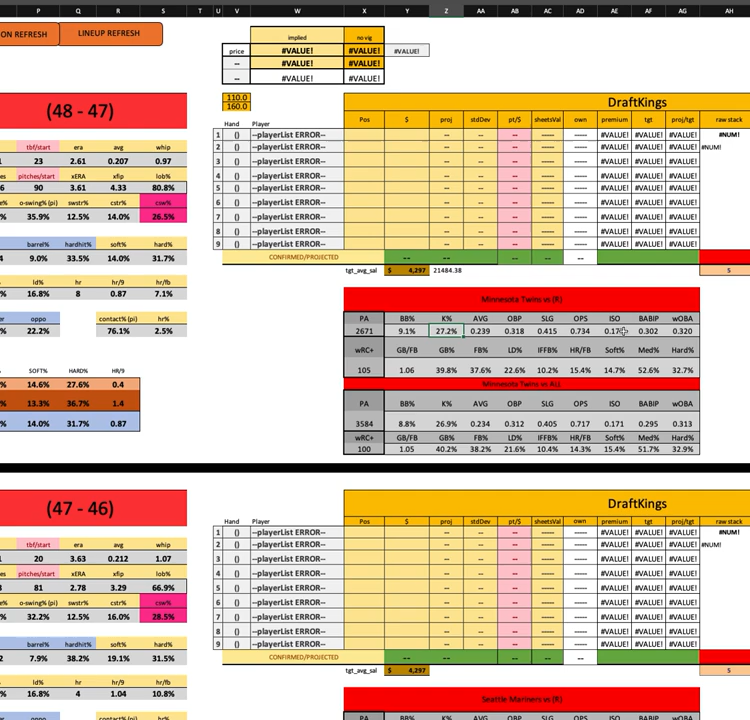 P Q R S T U V W X Y Z AA AB AC AD AE AF AG AH
ON REFRESH LINEUP REFRESH
implied no vig
price #VALUE! #VALUE! #VALUE!
-- #VALUE! #VALUE!
-- #VALUE! #VALUE!
110.0
160.0
(48 - 47) DraftKings
Hand Player Pos $ proj stdDev pt/$ sheetsVal own premium tgt proj/tgt raw stack
1 () --playerList ERROR-- -- -- -- ----- ----- #VALUE! #VALUE! #VALUE! #NUM!
2 () --playerList ERROR-- -- -- -- ----- ----- #VALUE! #VALUE! #VALUE! #NUM!
3 () --playerList ERROR-- -- -- -- ----- ----- #VALUE! #VALUE! #VALUE!
4 () --playerList ERROR-- -- -- -- ----- ----- #VALUE! #VALUE! #VALUE!
5 () --playerList ERROR-- -- -- -- ----- ----- #VALUE! #VALUE! #VALUE!
6 () --playerList ERROR-- -- -- -- ----- ----- #VALUE! #VALUE! #VALUE!
7 () --playerList ERROR-- -- -- -- ----- ----- #VALUE! #VALUE! #VALUE!
8 () --playerList ERROR-- -- -- -- ----- ----- #VALUE! #VALUE! #VALUE!
9 () --playerList ERROR-- -- -- -- ----- ----- #VALUE! #VALUE! #VALUE!
CONFIRMED/PROJECTED -- -- -- -- -- --
tgt_avg_sal $ 4,297 21484.38 5
tbf/start era avg whip
23 2.61 0.207 0.97
pitches/start xERA xfip lob%
90 3.61 4.33 80.8%
o-swing% (pi) swstr% cstr% csw%
35.9% 12.5% 14.0% 26.5%
barrel% hardhit% soft% hard%
9.0% 33.5% 14.0% 31.7%
ld% hr hr/9 hr/fb
16.8% 8 0.87 7.1%
oppo contact% (pi) hr%
22.2% 76.1% 2.5%
SOFT% HARD% HR/9
14.6% 27.6% 0.4
13.3% 36.7% 1.4
14.0% 31.7% 0.87
Minnesota Twins vs (R)
PA BB% K% AVG OBP SLG OPS ISO BABIP wOBA
2671 9.1% 27.2% 0.239 0.318 0.415 0.734 0.302 0.320
wRC+ GB/FB GB% FB% LD% IFFB% HR/FB Soft% Med% Hard%
105 1.06 39.8% 37.6% 22.6% 10.2% 15.4% 14.7% 52.6% 32.7%
Minnesota Twins vs ALL
PA BB% K% AVG OBP SLG OPS ISO BABIP wOBA
3584 8.8% 26.9% 0.234 0.312 0.405 0.717 0.171 0.295 0.313
wRC+ GB/FB GB% FB% LD% IFFB% HR/FB Soft% Med% Hard%
100 1.05 40.2% 38.2% 21.6% 10.4% 14.3% 15.4% 51.7% 32.9%
(47 - 46) DraftKings
Hand Player Pos $ proj stdDev pt/$ sheetsVal own premium tgt proj/tgt raw stack
1 () --playerList ERROR-- -- -- -- ----- ----- #VALUE! #VALUE! #VALUE! #NUM!
2 () --playerList ERROR-- -- -- -- ----- ----- #VALUE! #VALUE! #VALUE! #NUM!
3 () --playerList ERROR-- -- -- -- ----- ----- #VALUE! #VALUE! #VALUE!
4 () --playerList ERROR-- -- -- -- ----- ----- #VALUE! #VALUE! #VALUE!
5 () --playerList ERROR-- -- -- -- ----- ----- #VALUE! #VALUE! #VALUE!
6 () --playerList ERROR-- -- -- -- ----- ----- #VALUE! #VALUE! #VALUE!
7 () --playerList ERROR-- -- -- -- ----- ----- #VALUE! #VALUE! #VALUE!
8 () --playerList ERROR-- -- -- -- ----- ----- #VALUE! #VALUE! #VALUE!
9 () --playerList ERROR-- -- -- -- ----- ----- #VALUE! #VALUE! #VALUE!
CONFIRMED/PROJECTED -- -- -- -- -- --
tgt_avg_sal $ 4,297 5
tbf/start era avg whip
20 3.63 0.212 1.07
pitches/start xERA xfip lob%
81 2.78 3.29 66.9%
o-swing% (pi) swstr% cstr% csw%
32.2% 12.5% 16.0% 28.5%
barrel% hardhit% soft% hard%
7.9% 38.2% 19.1% 31.5%
ld% hr hr/9 hr/fb
16.8% 4 1.04 10.8%
oppo contact% (pi) hr%
Seattle Mariners vs (R)
PA BB% K% AVG OBP SLG OPS ISO BABIP wOBA